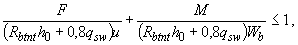 F/((R_btnt h_0 + 0,8q_sw)u) + M/((R_btnt h_0 + 0,8q_sw)W_b) ≤ 1,